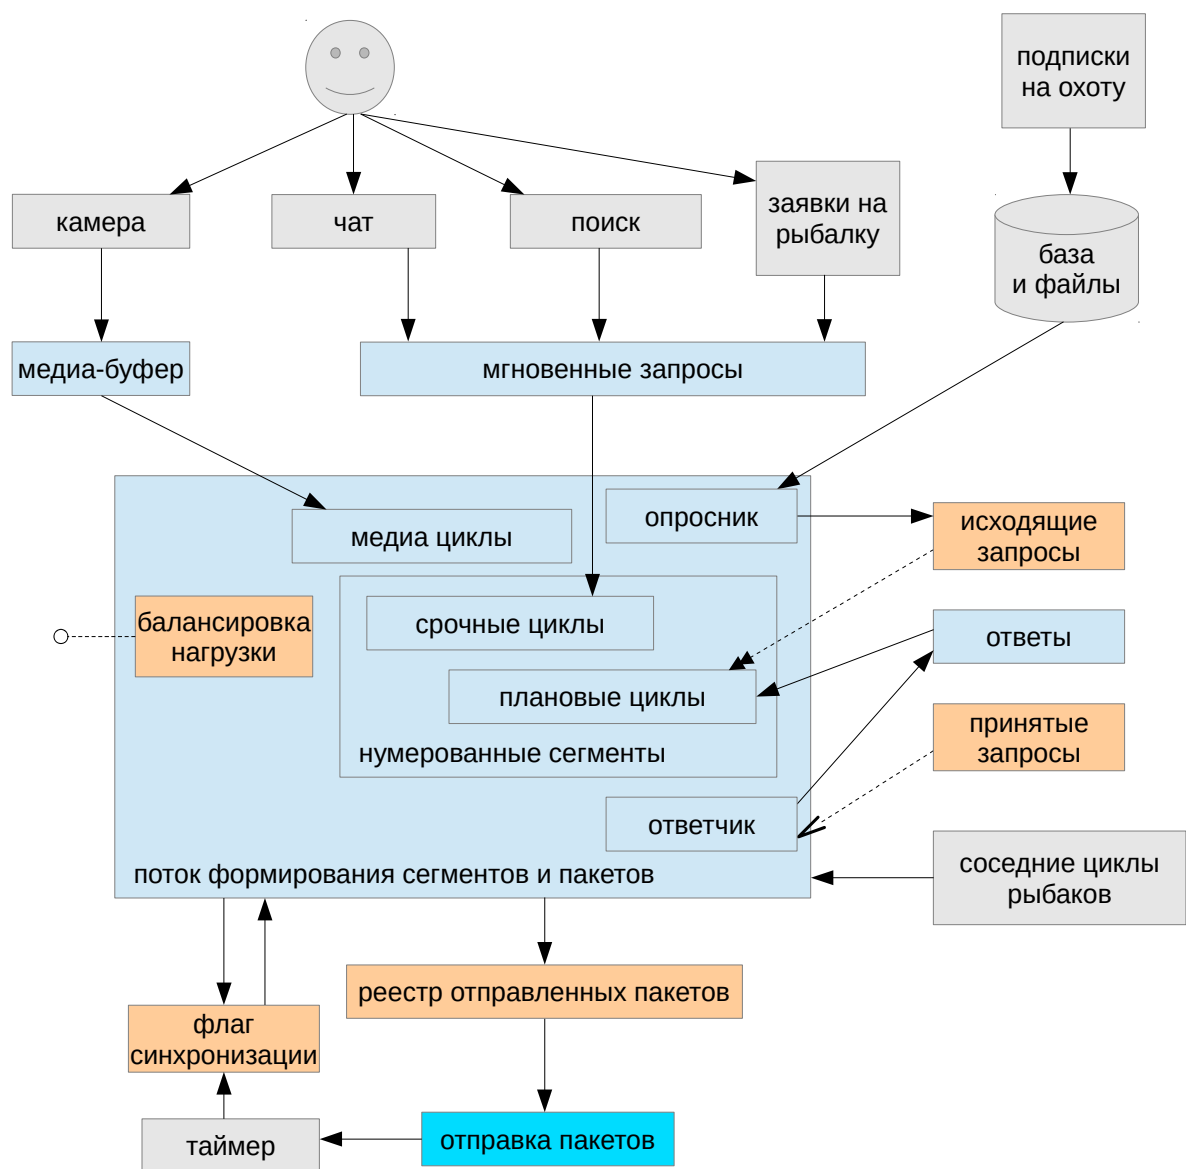 подписки
на охоту
камера
чат
поиск
заявки на
рыбалку
база
и файлы
медиа-буфер
мгновенные запросы
опросник
исходящие
запросы
медиа циклы
балансировка
нагрузки
срочные циклы
ответы
плановые циклы
нумерованные сегменты
принятые
запросы
ответчик
поток формирования сегментов и пакетов
соседние циклы
рыбаков
реестр отправленных пакетов
флаг
синхронизации
таймер
отправка пакетов